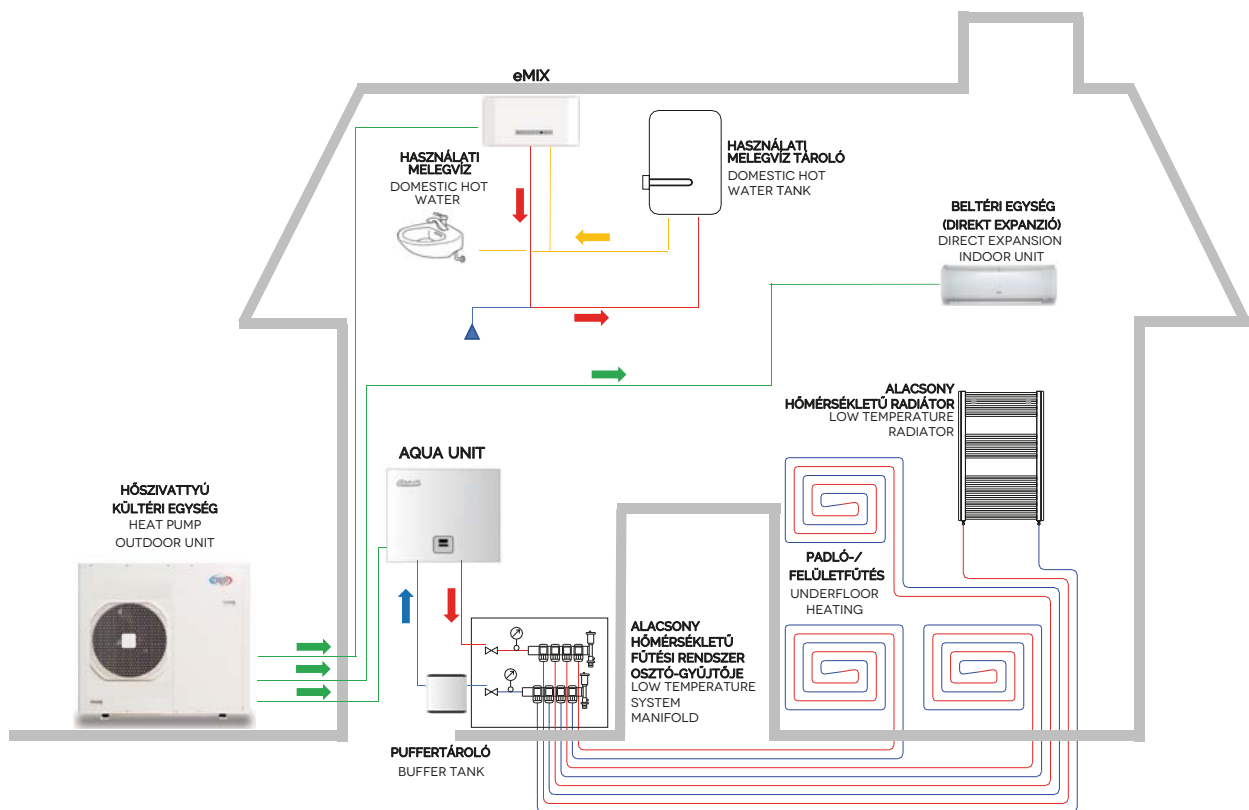 eMIX
HASZNÁLATI
MELEGVÍZ
DOMESTIC HOT
WATER
HASZNÁLATI
MELEGVÍZ TÁROLÓ
DOMESTIC HOT
WATER TANK
BELTÉRI EGYSÉG
(DIREKT EXPANZIÓ)
DIRECT EXPANSION
INDOOR UNIT
ALACSONY
HŐMÉRSÉKLETŰ RADIÁTOR
LOW TEMPERATURE
RADIATOR
AQUA UNIT
HŐSZIVATTYÚ
KÜLTÉRI EGYSÉG
HEAT PUMP
OUTDOOR UNIT
PADLÓ-/
FELÜLETFŰTÉS
UNDERFLOOR
HEATING
ALACSONY
HŐMÉRSÉKLETŰ
FŰTÉSI RENDSZER
OSZTÓ-GYŰJTŐJE
LOW TEMPERATURE
SYSTEM
MANIFOLD
PUFFERTÁROLÓ
BUFFER TANK